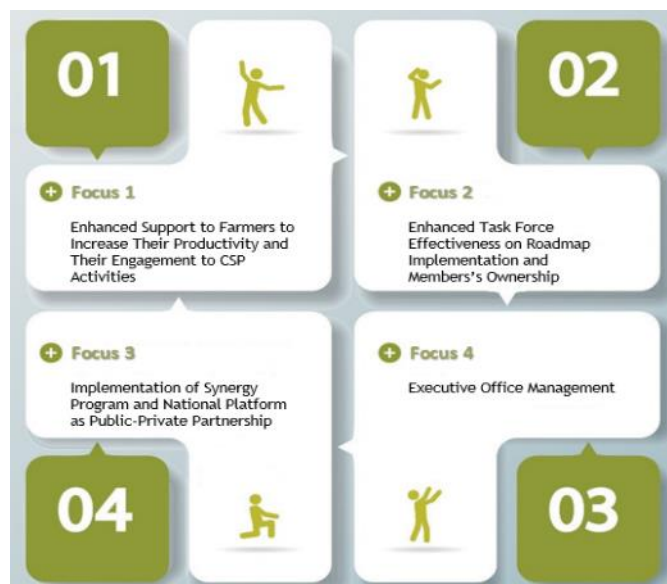 01
02
Focus 1
Enhanced Support to Farmers to
Increase Their Productivity and
Their Engagement to CSP
Activities
Focus 2
Enhanced Task Force
Effectiveness on Roadmap
Implementation and
Members's Ownership
Focus 3
Implementation of Synergy
Program and National Platform
as Public-Private Partnership
Focus 4
Executive Office Management
04
03